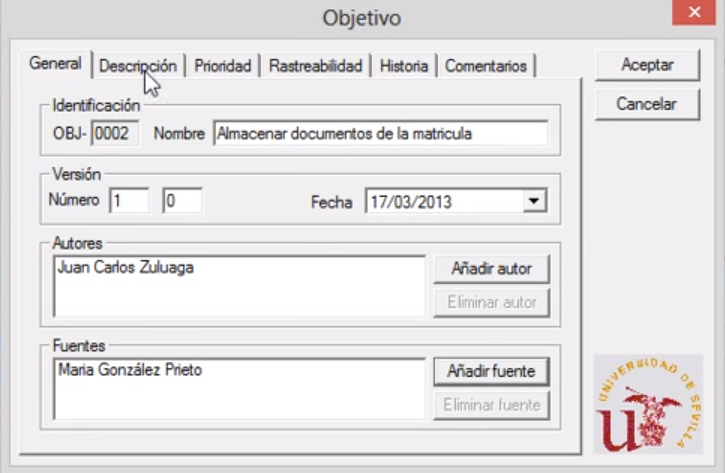 Objetivo
General Descripción Prioridad Rastreabilidad Historia Comentarios
Aceptar
Cancelar
Identificación
OBJ- 0002 Nombre Almacenar documentos de la matricula
Versión
Número 1 0 Fecha 17/03/2013
Autores
Juan Carlos Zuluaga
Añadir autor
Eliminar autor
Fuentes
Maria González Prieto
Añadir fuente
Eliminar fuente
UNIVERSIDAD DE SEVILLA